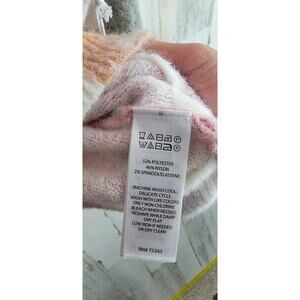 52% POLYESTER
46% NYLON
2% SPANDEX/ELASTANE
MACHINE WASH COOL
DELICATE CYCLE
WASH WITH LIKE COLORS
ONLY NON-CHLORINE
BLEACH WHEN NEEDED
RESHAPE WHILE DAMP
DRY FLAT
LOW IRON IF NEEDED
OR DRY CLEAN
RN# 75343